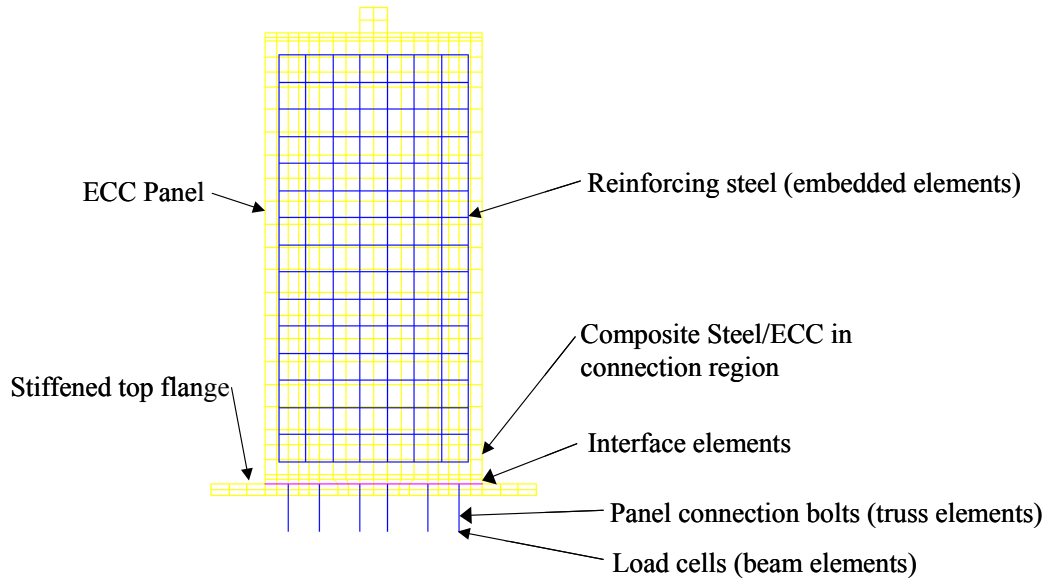 ECC Panel
Reinforcing steel (embedded elements)
Composite Steel/ECC in
connection region
Stiffened top flange
Interface elements
Panel connection bolts (truss elements)
Load cells (beam elements)